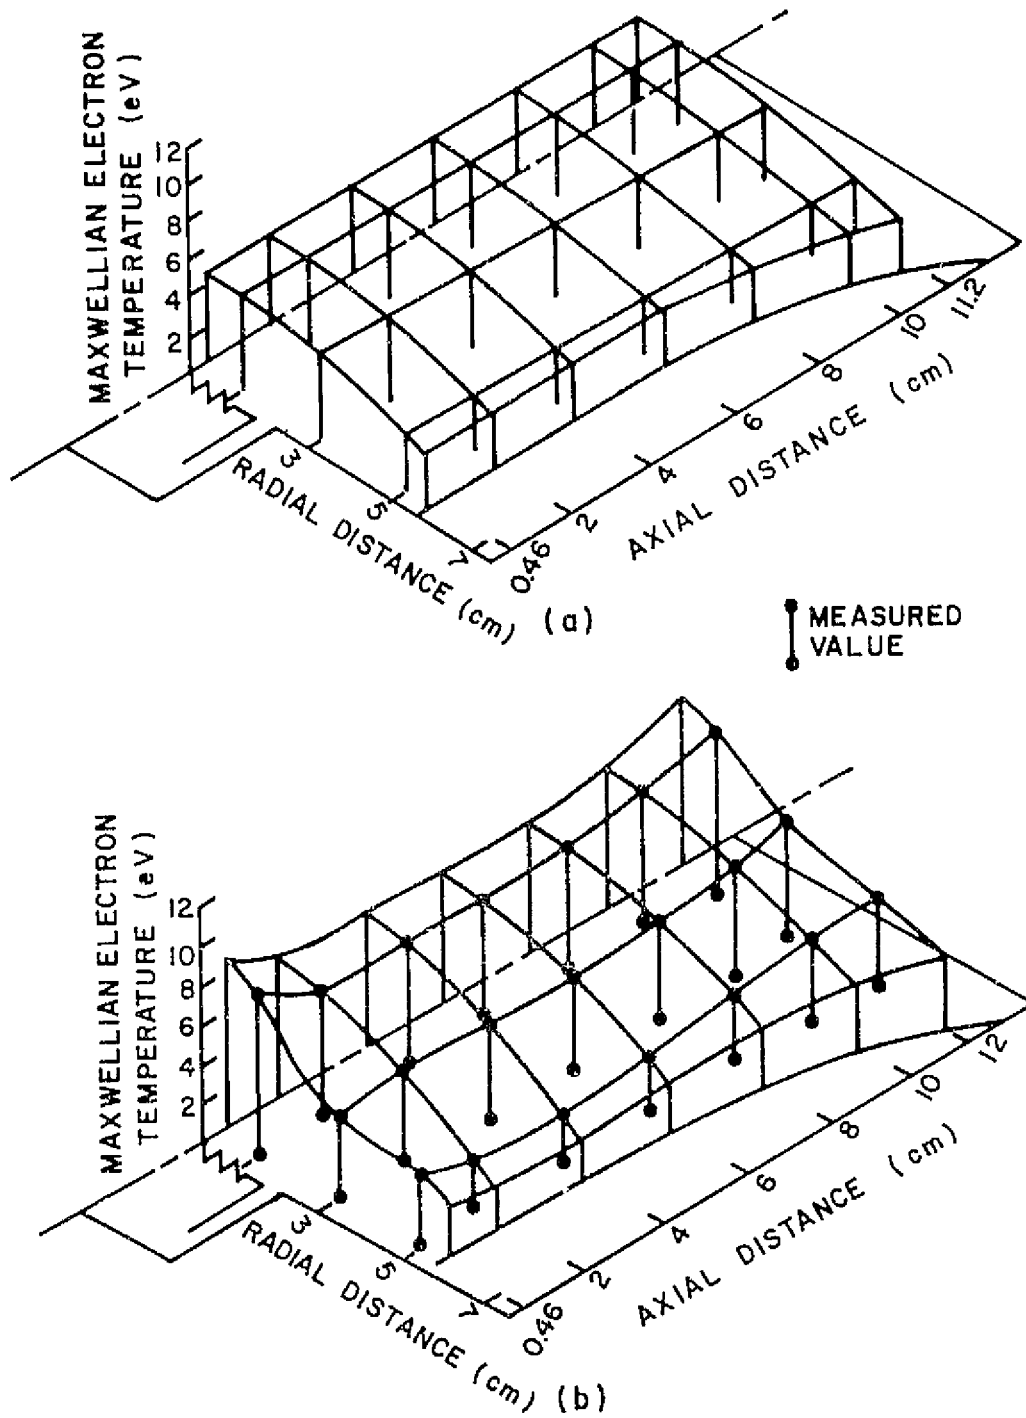 MAXWELLIAN ELECTRON
TEMPERATURE (eV)
12
10
8
6
4
2
3
5
7
RADIAL DISTANCE (cm)
0.46
2
4
6
8
10
11.2
AXIAL DISTANCE (cm)
(a)
MEASURED
VALUE
MAXWELLIAN ELECTRON
TEMPERATURE (eV)
12
10
8
6
4
2
3
5
7
RADIAL DISTANCE (cm)
0.46
2
4
6
8
10
12
AXIAL DISTANCE (cm)
(b)